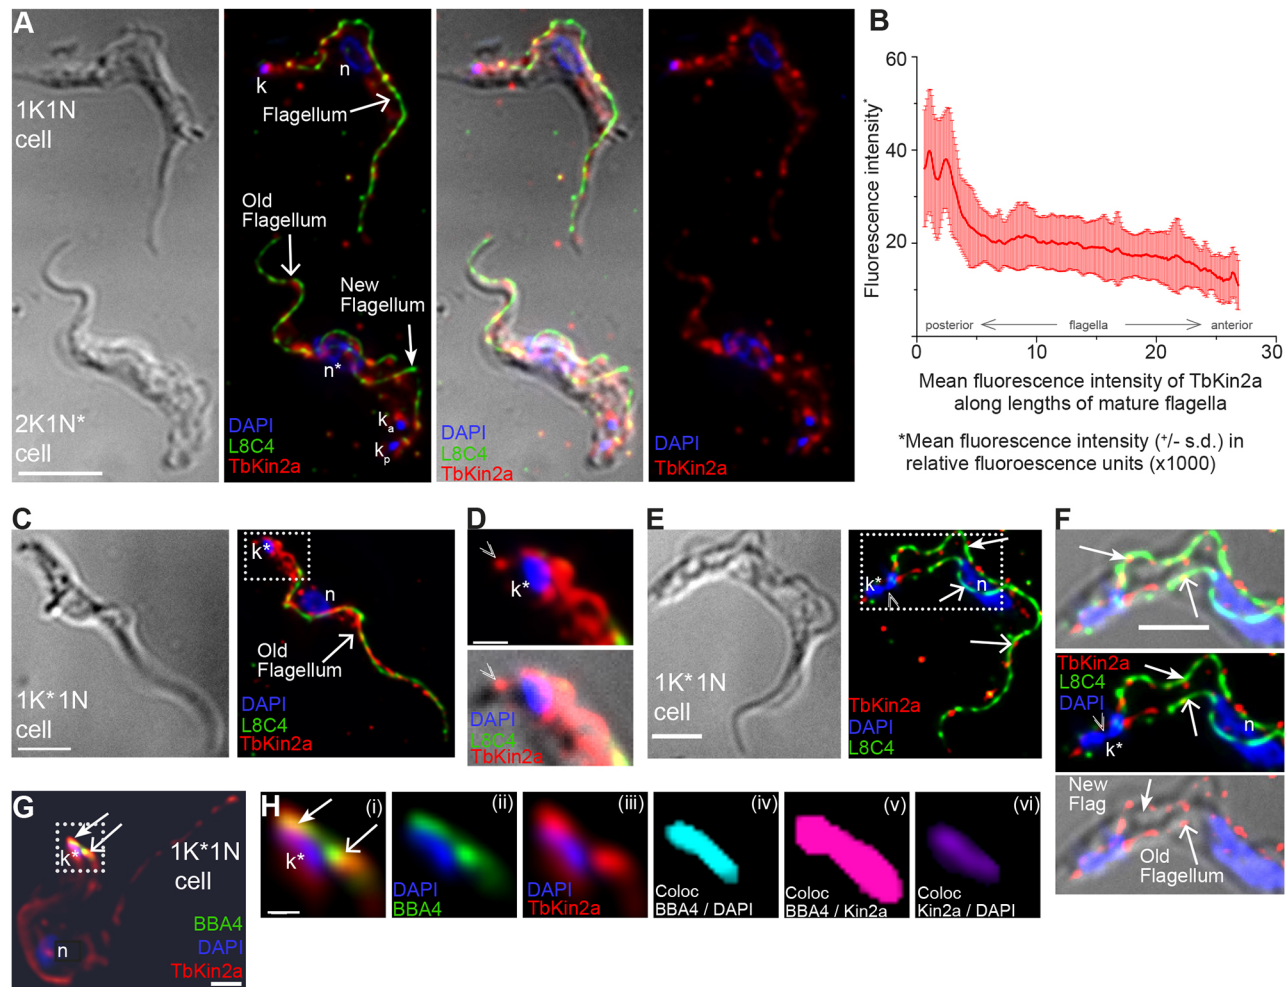 A
1K1N
cell
k
n
Flagellum
Old
Flagellum
New
Flagellum
n*
ka
kp
2K1N*
cell
DAPI
L8C4
TbKin2a
DAPI
L8C4
TbKin2a
DAPI
TbKin2a
B
60
40
20
Fluorescence intensity*
posterior
flagella
anterior
0
10
20
30
Mean fluorescence intensity of TbKin2a
along lengths of mature flagella
*Mean fluorescence intensity (+/- s.d.) in
relative fluoroescence units (x1000)
C
1K*1N
cell
k*
n
Old
Flagellum
DAPI
L8C4
TbKin2a
D
k*
DAPI
L8C4
TbKin2a
E
1K*1N
cell
k*
n
TbKin2a
DAPI
L8C4
F
TbKin2a
L8C4
DAPI
k*
n
New
Flag
Old
Flagellum
G
k*
1K*1N
cell
n
BBA4
DAPI
TbKin2a
H
(i)
k*
(ii)
DAPI
BBA4
(iii)
DAPI
TbKin2a
(iv)
Coloc
BBA4 / DAPI
(v)
Coloc
BBA4 / Kin2a
(vi)
Coloc
Kin2a / DAPI